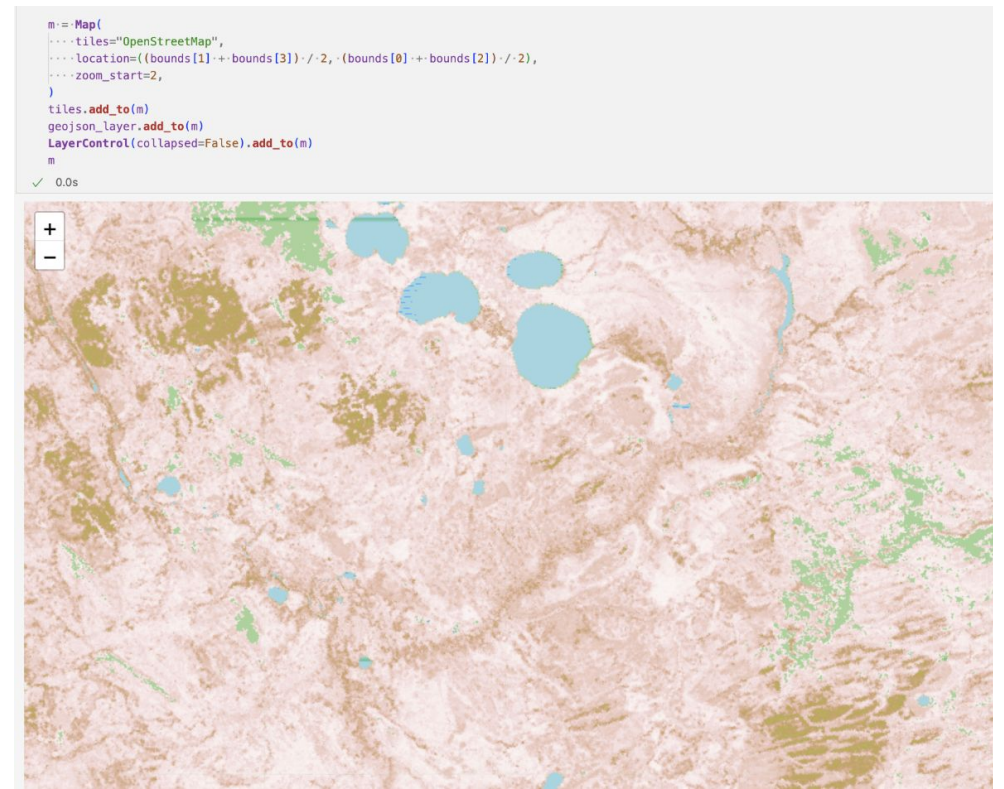 m = Map(
    tiles="OpenStreetMap",
    location=((bounds[1] + bounds[3]) / 2, (bounds[0] + bounds[2]) / 2),
    zoom_start=2,
)
tiles.add_to(m)
geojson_layer.add_to(m)
LayerControl(collapsed=False).add_to(m)
m
✓ 0.0s
+
−